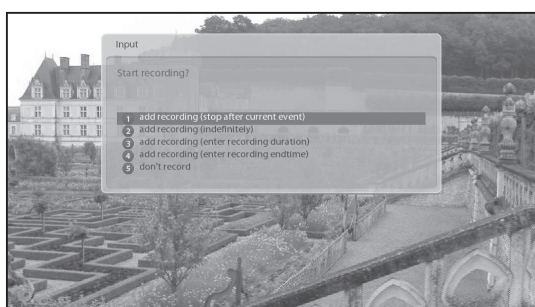 Input
Start recording?
1 add recording (stop after current event)
2 add recording (indefinitely)
3 add recording (enter recording duration)
4 add recording (enter recording endtime)
5 don't record